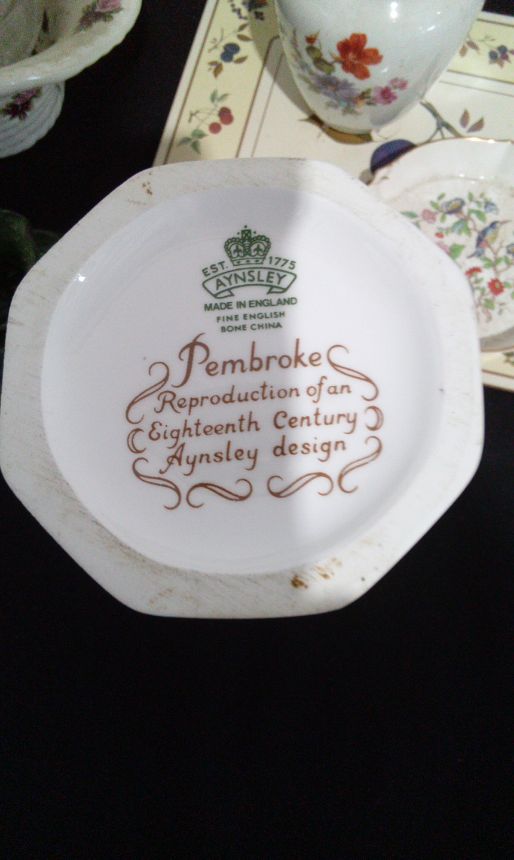 EST. 1775
AYNSLEY
MADE IN ENGLAND
FINE ENGLISH
BONE CHINA
Pembroke
Reproduction of an
Eighteenth Century
Aynsley design